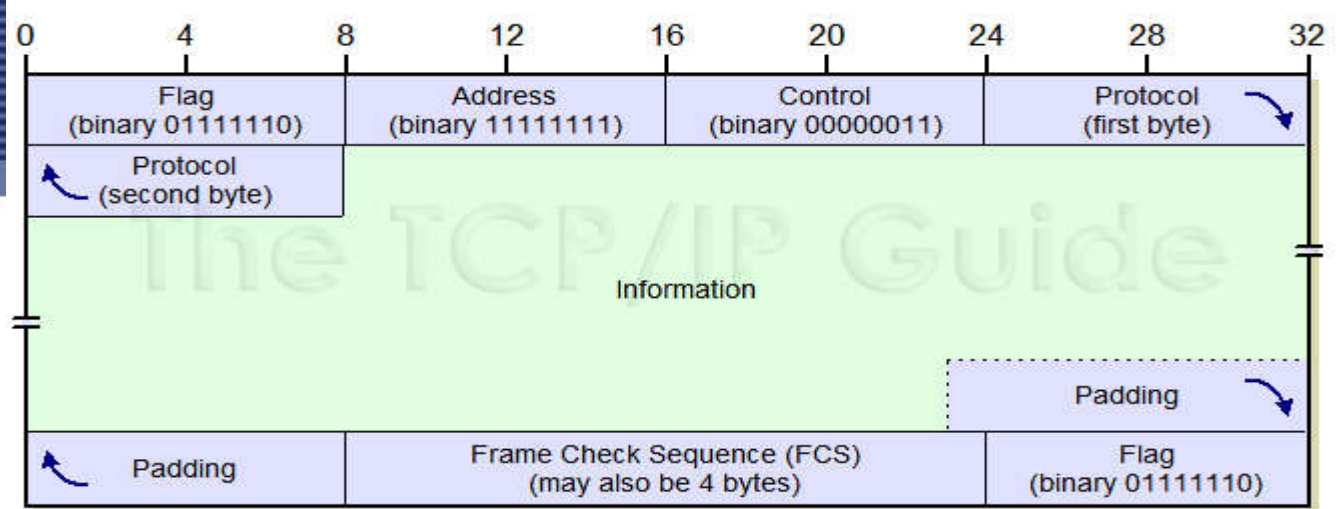 0 4 8 12 16 20 24 28 32
Flag Address Control Protocol
(binary 01111110) (binary 11111111) (binary 00000011) (first byte)
Protocol
(second byte)
The TCP/IP Guide
Information
Padding
Padding Frame Check Sequence (FCS) Flag
(may also be 4 bytes) (binary 01111110)